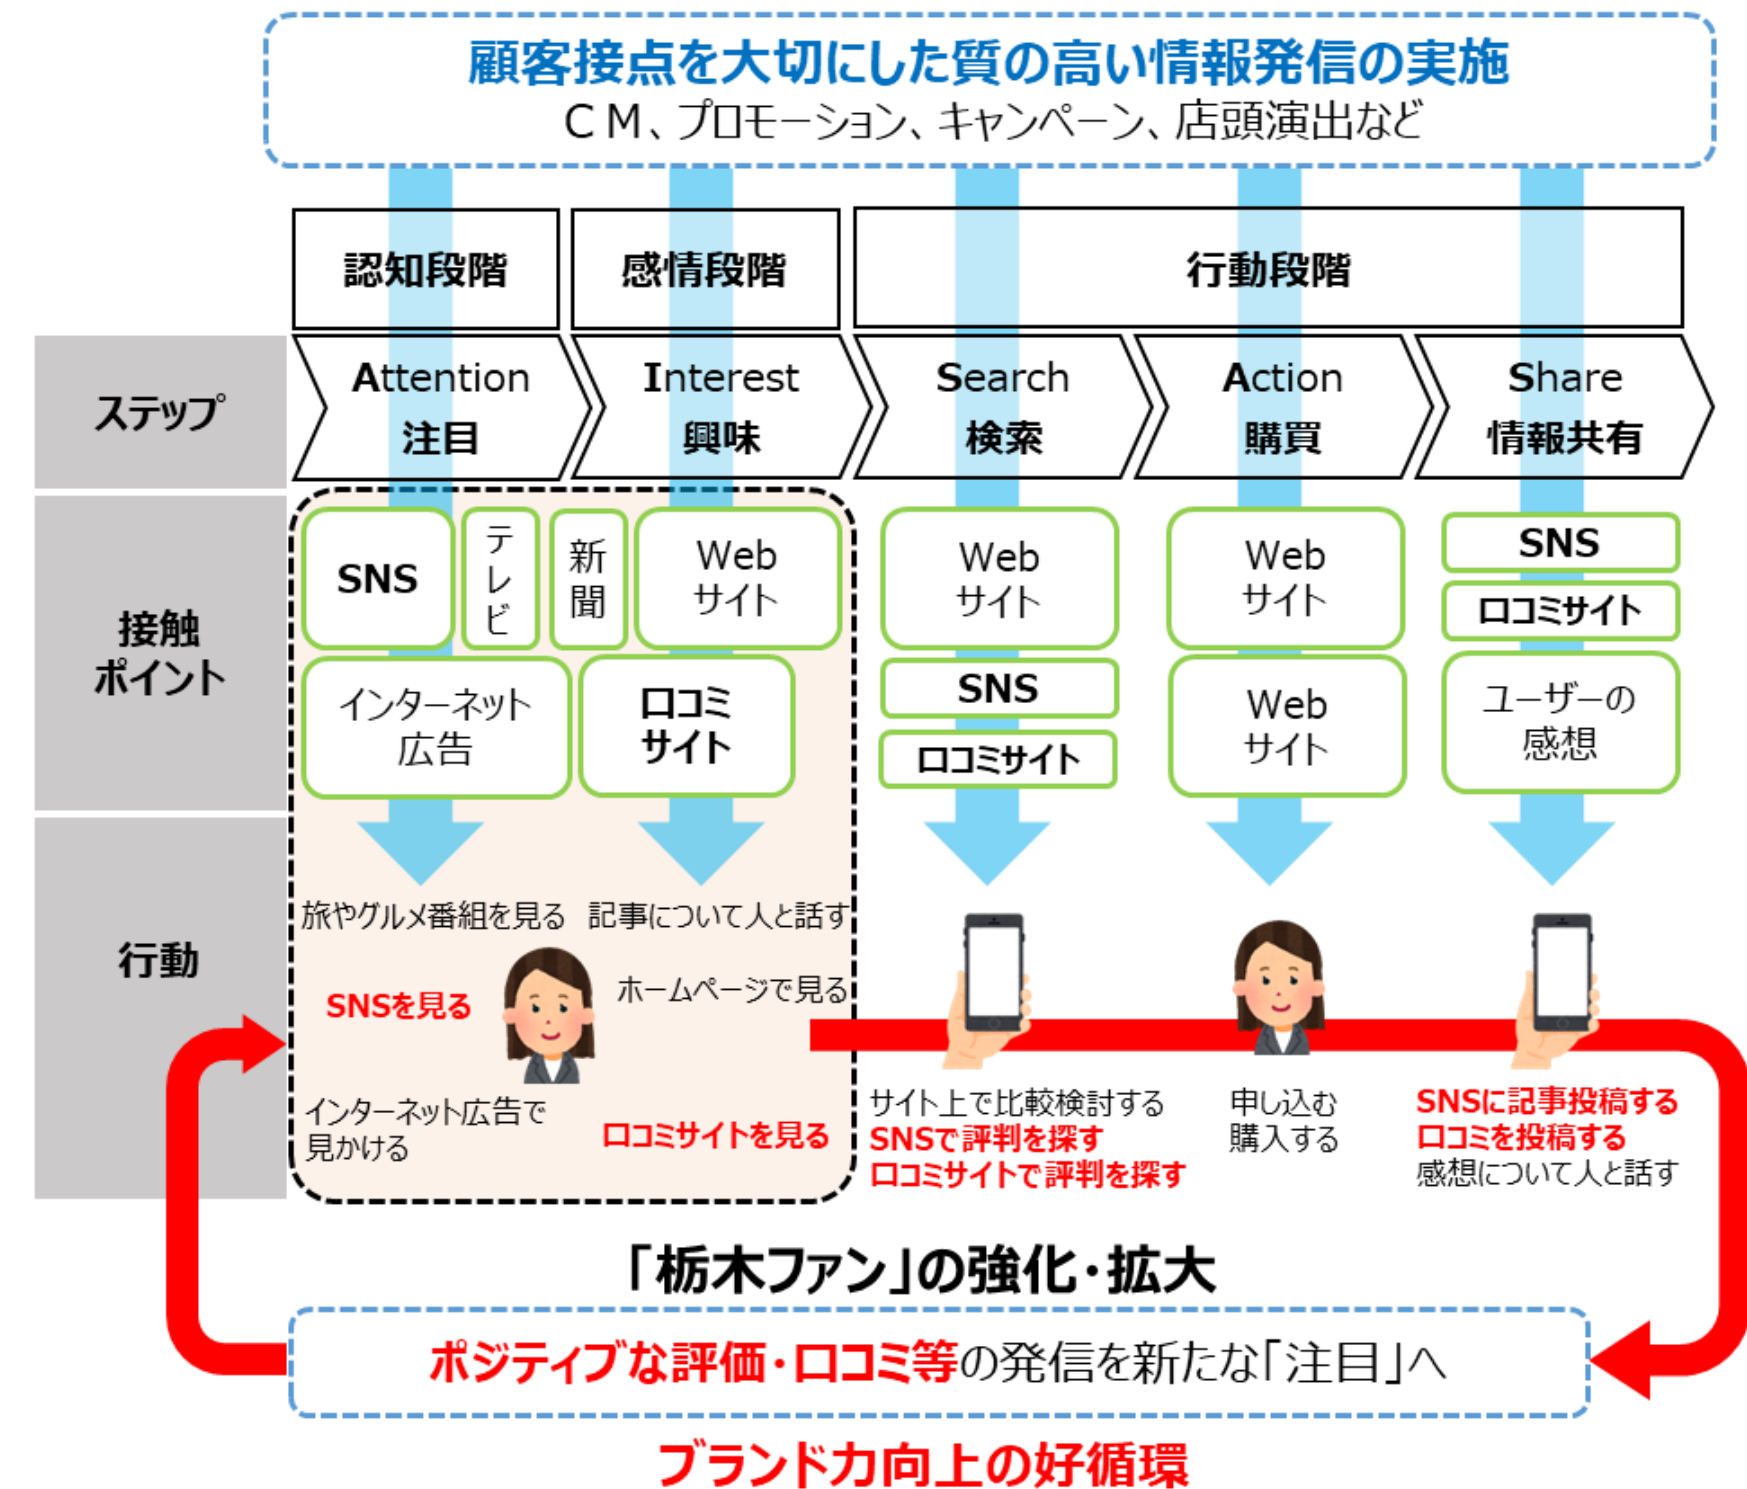 顧客接点を大切にした質の高い情報発信の実施
ＣＭ、プロモーション、キャンペーン、店頭演出など
認知段階
感情段階
行動段階
ステップ
Attention
注目
Interest
興味
Search
検索
Action
購買
Share
情報共有
接触
ポイント
SNS
テレビ
新聞
Web
サイト
インターネット
広告
口コミ
サイト
Web
サイト
SNS
口コミサイト
Web
サイト
Web
サイト
SNS
口コミサイト
ユーザーの
感想
行動
旅やグルメ番組を見る
記事について人と話す
SNSを見る
ホームページで見る
インターネット広告で
見かける
口コミサイトを見る
サイト上で比較検討する
SNSで評判を探す
口コミサイトで評判を探す
申し込む
購入する
SNSに記事投稿する
口コミを投稿する
感想について人と話す
「栃木ファン」の強化・拡大
ポジティブな評価・口コミ等の発信を新たな「注目」へ
ブランド力向上の好循環